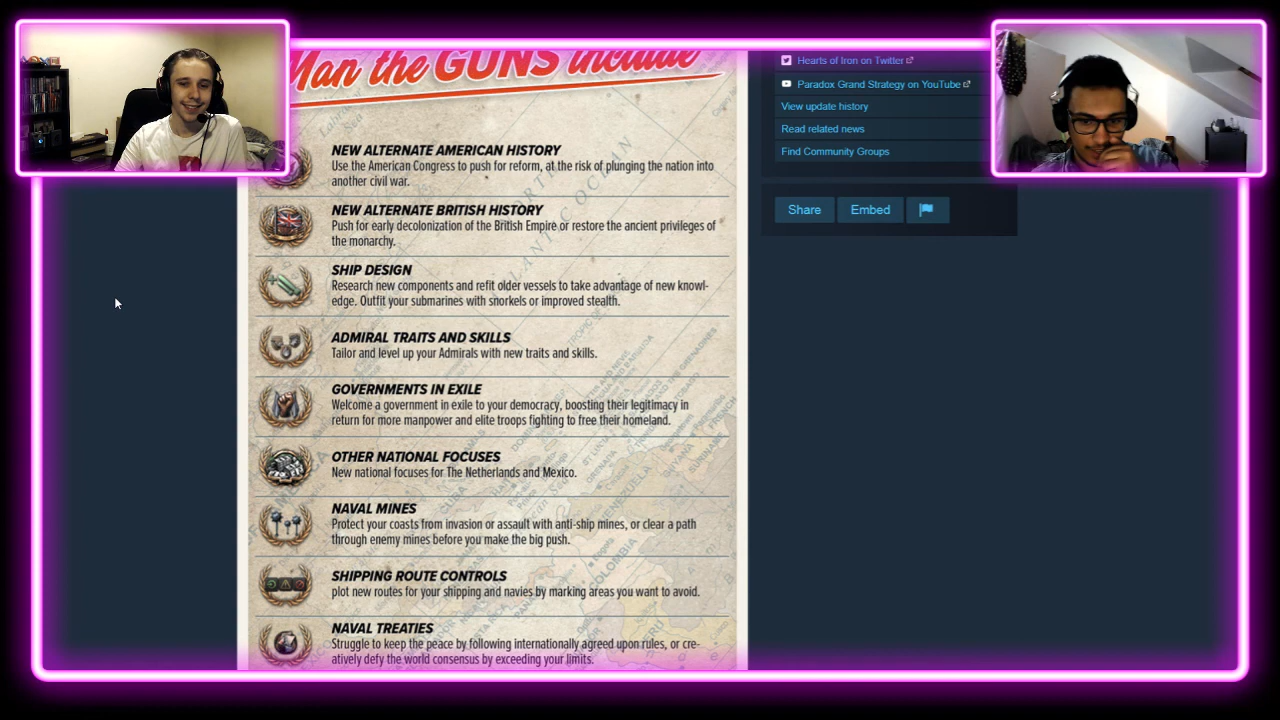 Man the GUNS include
NEW ALTERNATE AMERICAN HISTORY
Use the American Congress to push for reform, at the risk of plunging the nation into
another civil war.
NEW ALTERNATE BRITISH HISTORY
Push for early decolonization of the British Empire or restore the ancient privileges of
the monarchy.
SHIP DESIGN
Research new components and refit older vessels to take advantage of new knowl-
edge. Outfit your submarines with snorkels or improved stealth.
ADMIRAL TRAITS AND SKILLS
Tailor and level up your Admirals with new traits and skills.
GOVERNMENTS IN EXILE
Welcome a government in exile to your democracy, boosting their legitimacy in
return for more manpower and elite troops fighting to free their homeland.
OTHER NATIONAL FOCUSES
New national focuses for The Netherlands and Mexico.
NAVAL MINES
Protect your coasts from invasion or assault with anti-ship mines, or clear a path
through enemy mines before you make the big push.
SHIPPING ROUTE CONTROLS
plot new routes for your shipping and navies by marking areas you want to avoid.
NAVAL TREATIES
Struggle to keep the peace by following internationally agreed upon rules, or cre-
atively defy the world consensus by exceeding your limits.
Hearts of Iron on Twitter
Paradox Grand Strategy on YouTube
View update history
Read related news
Find Community Groups
Share
Embed